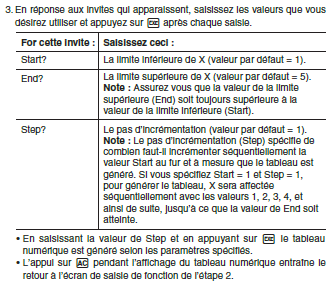 3. En réponse aux invites qui apparaissent, saisissez les valeurs que vous
désirez utiliser et appuyez sur EXE après chaque saisie.
For cette invite : Saisissez ceci :
Start? La limite inférieure de X (valeur par défaut = 1).
End? La limite supérieure de X (valeur par défaut = 5).
Note : Assurez vous que la valeur de la limite
supérieure (End) soit toujours supérieure à la
valeur de la limite inférieure (Start).
Step? Le pas d'incrémentation (valeur par défaut = 1).
Note : Le pas d'incrémentation (Step) spécifie de
combien faut-il incrémenter séquentiellement la
valeur Start au fur et à mesure que le tableau est
généré. Si vous spécifiez Start = 1 et Step = 1,
pour générer le tableau, X sera affectée
séquentiellement avec les valeurs 1, 2, 3, 4, et
ainsi de suite, jusqu'à ce que la valeur de End soit
atteinte.
• En saisissant la valeur de Step et en appuyant sur EXE le tableau
numérique est généré selon les paramètres spécifiés.
• L'appui sur AC pendant l'affichage du tableau numérique entraîne le
retour à l'écran de saisie de fonction de l'étape 2.